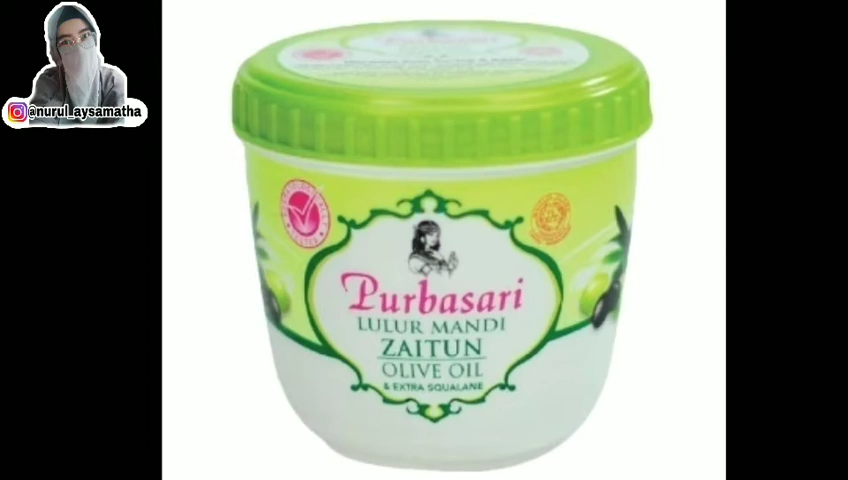 @nurul_aysamatha
Purbasari
LULUR MANDI
ZAITUN
OLIVE OIL
& EXTRA SQUALANE